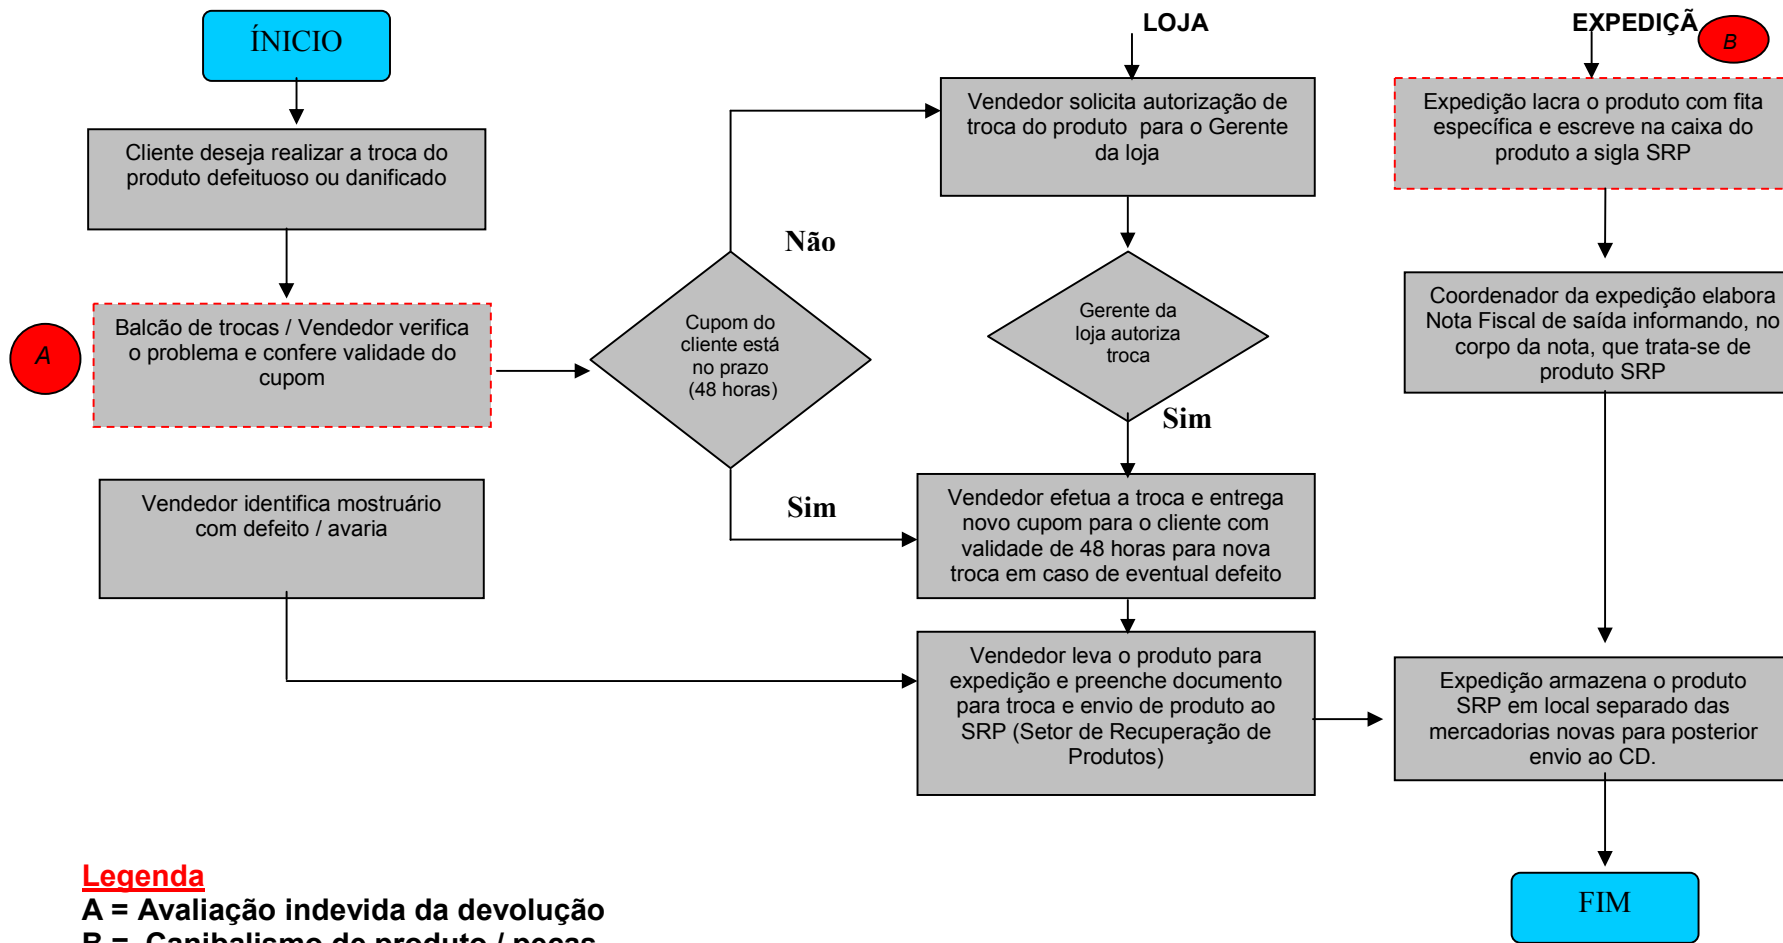 ÍNICIO
Cliente deseja realizar a troca do
produto defeituoso ou danificado
A
Balcão de trocas / Vendedor verifica
o problema e confere validade do
cupom
Vendedor identifica mostruário
com defeito / avaria
Cupom do
cliente está
no prazo
(48 horas)
Não
Sim
LOJA
Vendedor solicita autorização de
troca do produto para o Gerente
da loja
Gerente da
loja autoriza
troca
Sim
Vendedor efetua a troca e entrega
novo cupom para o cliente com
validade de 48 horas para nova
troca em caso de eventual defeito
Vendedor leva o produto para
expedição e preenche documento
para troca e envio de produto ao
SRP (Setor de Recuperação de
Produtos)
EXPEDIÇÃ
B
Expedição lacra o produto com fita
específica e escreve na caixa do
produto a sigla SRP
Coordenador da expedição elabora
Nota Fiscal de saída informando, no
corpo da nota, que trata-se de
produto SRP
Expedição armazena o produto
SRP em local separado das
mercadorias novas para posterior
envio ao CD.
FIM
Legenda
A = Avaliação indevida da devolução
B = Canibalismo de produto / peças